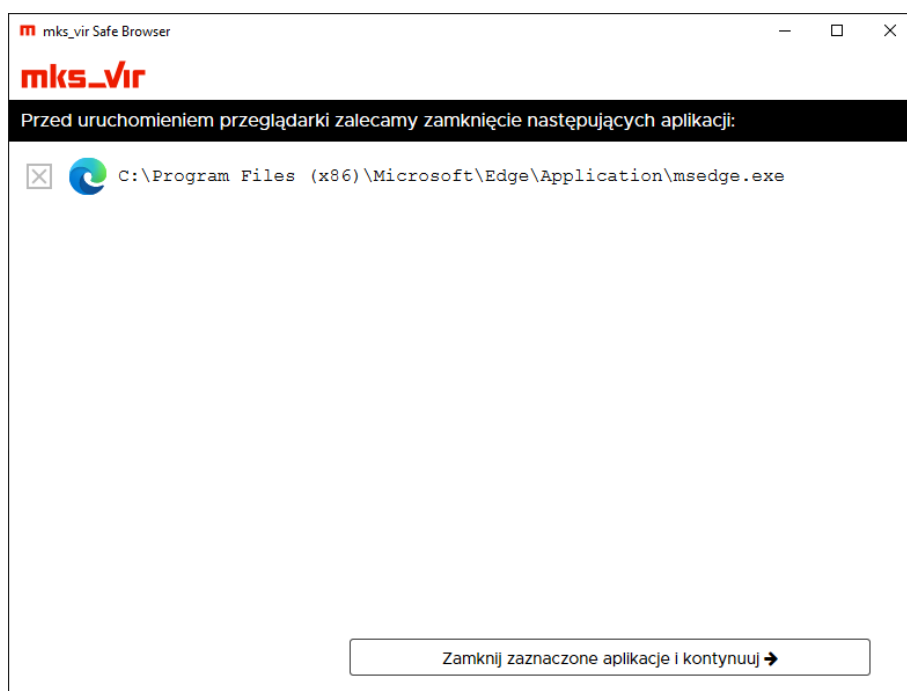 mks_vir Safe Browser
mks_vir
Przed uruchomieniem przeglądarki zalecamy zamknięcie następujących aplikacji:
C:\Program Files (x86)\Microsoft\Edge\Application\msedge.exe
Zamknij zaznaczone aplikacje i kontynuuj →